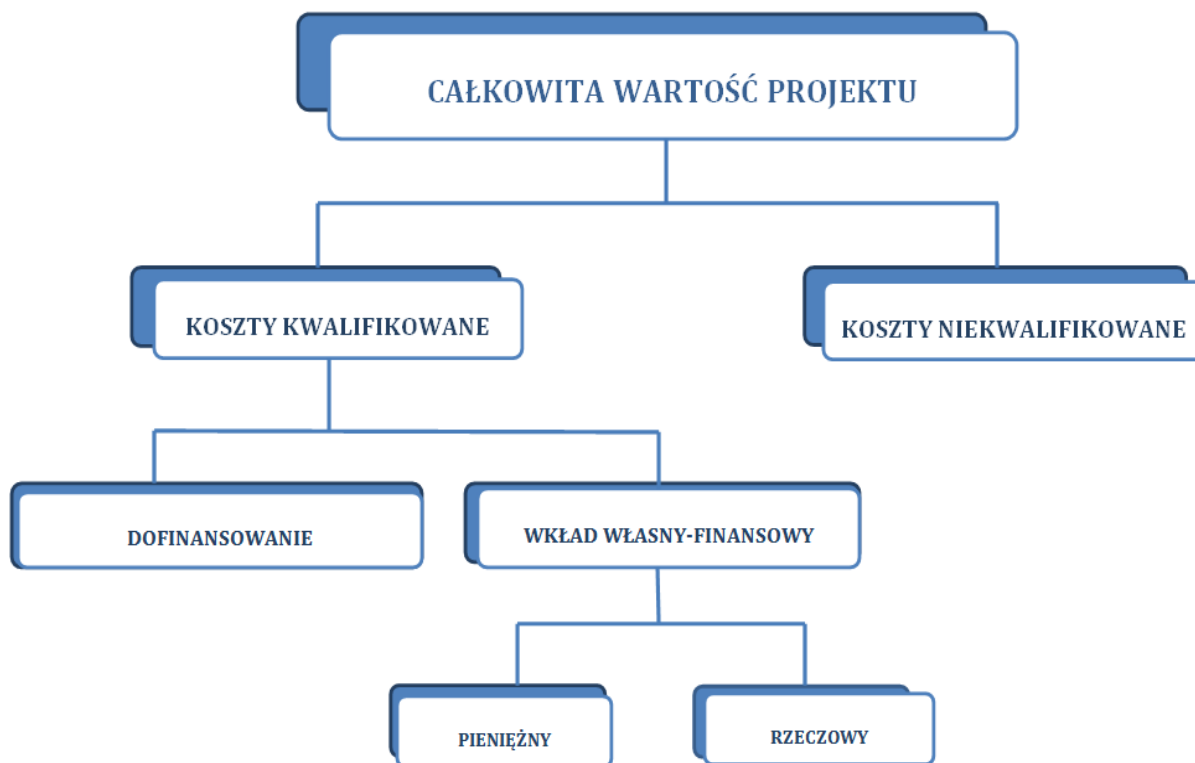 CAŁKOWITA WARTOŚĆ PROJEKTU
KOSZTY KWALIFIKOWANE
KOSZTY NIEKWALIFIKOWANE
DOFINANSOWANIE
WKŁAD WŁASNY-FINANSOWY
PIENIĘŻNY
RZECZOWY